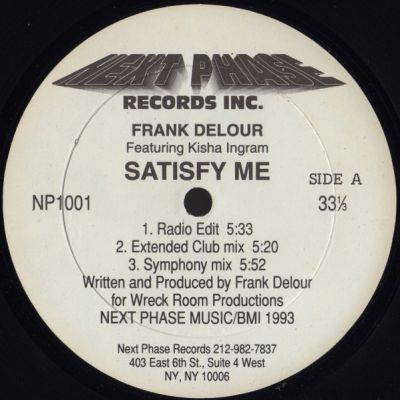 NEXT PHASE
RECORDS INC.
FRANK DELOUR
Featuring Kisha Ingram
SATISFY ME
SIDE A
NP1001
33⅓
1. Radio Edit 5:33
2. Extended Club mix 5:20
3. Symphony mix 5:52
Written and Produced by Frank Delour
for Wreck Room Productions
NEXT PHASE MUSIC/BMI 1993
Next Phase Records 212-982-7837
403 East 6th St., Suite 4 West
NY, NY 10006